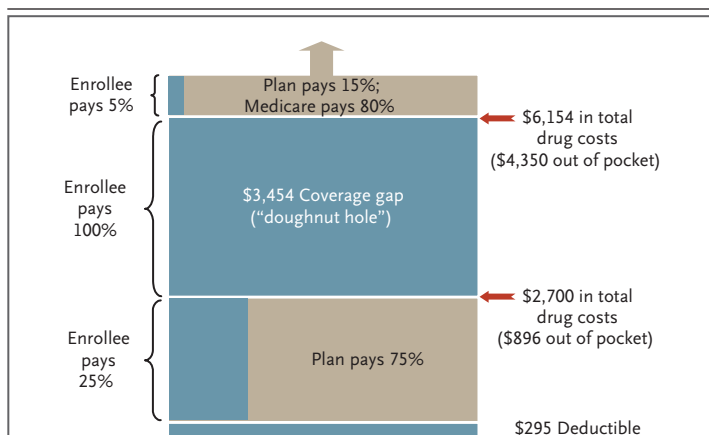 Enrollee
pays 5%
Plan pays 15%;
Medicare pays 80%
$6,154 in total
drug costs
($4,350 out of pocket)
Enrollee
pays
100%
$3,454 Coverage gap
(“doughnut hole”)
$2,700 in total
drug costs
($896 out of pocket)
Enrollee
pays
25%
Plan pays 75%
$295 Deductible